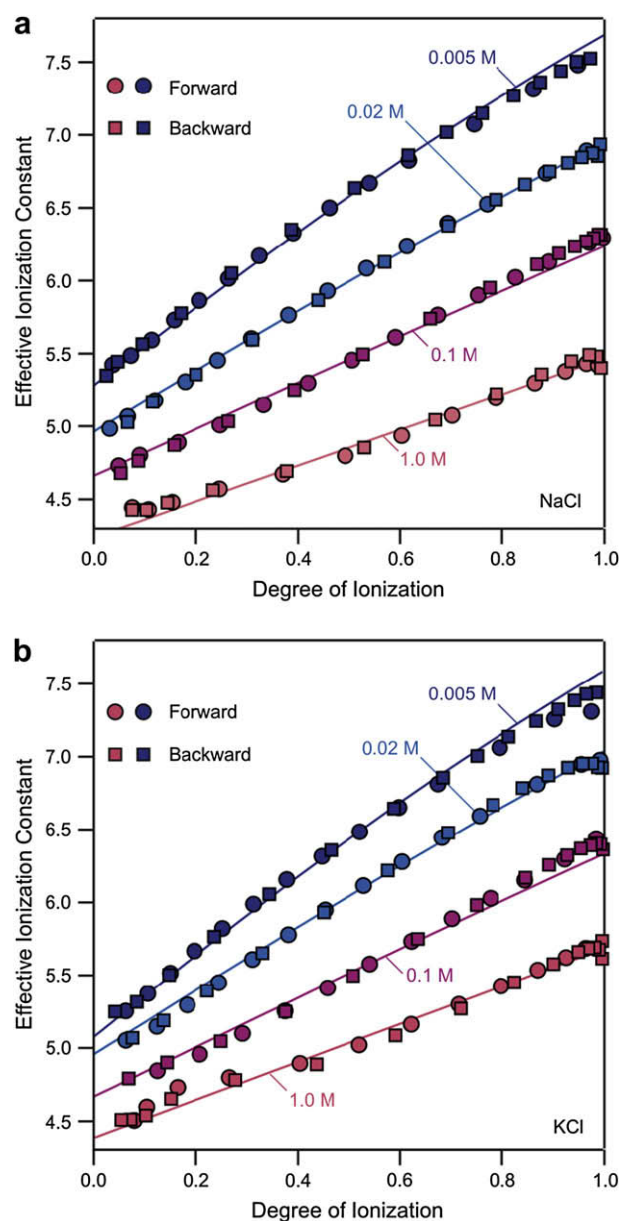 a
7.5
7.0
6.5
6.0
5.5
5.0
4.5
Effective Ionization Constant
Forward
Backward
0.005 M
0.02 M
0.1 M
1.0 M
NaCl
0.0 0.2 0.4 0.6 0.8 1.0
Degree of Ionization
b
7.5
7.0
6.5
6.0
5.5
5.0
4.5
Effective Ionization Constant
Forward
Backward
0.005 M
0.02 M
0.1 M
1.0 M
KCl
0.0 0.2 0.4 0.6 0.8 1.0
Degree of Ionization